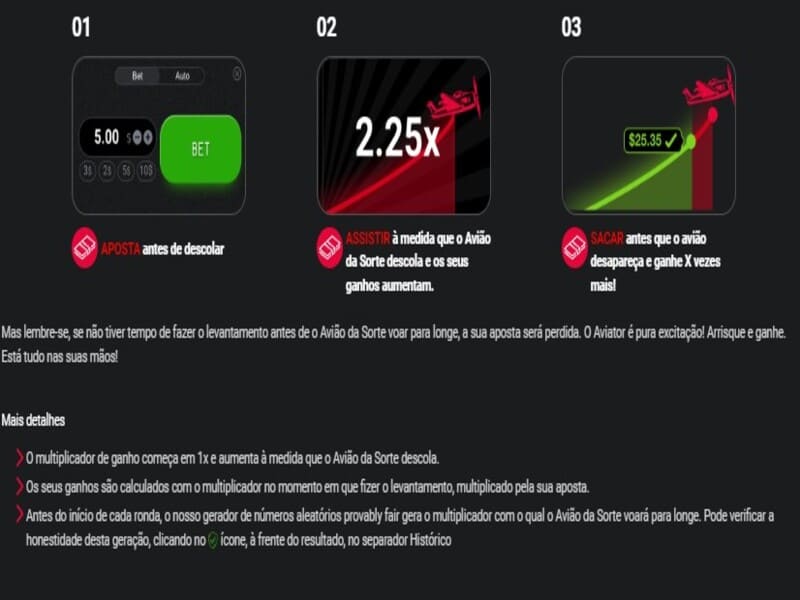 01
02
03
Bet Auto
5.00 $
BET
3$ 2$ 5$ 10$
2.25x
$25.35
APOSTA antes de descolar
ASSISTIR à medida que o Avião
da Sorte descola e os seus
ganhos aumentam.
SACAR antes que o avião
desapareça e ganhe X vezes
mais!
Mas lembre-se, se não tiver tempo de fazer o levantamento antes de o Avião da Sorte voar para longe, a sua aposta será perdida. O Aviator é pura excitação! Arrisque e ganhe.
Está tudo nas suas mãos!
Mais detalhes
O multiplicador de ganho começa em 1x e aumenta à medida que o Avião da Sorte descola.
Os seus ganhos são calculados com o multiplicador no momento em que fizer o levantamento, multiplicado pela sua aposta.
Antes do início de cada ronda, o nosso gerador de números aleatórios provably fair gera o multiplicador com o qual o Avião da Sorte voará para longe. Pode verificar a
honestidade desta geração, clicando no ícone, à frente do resultado, no separador Histórico